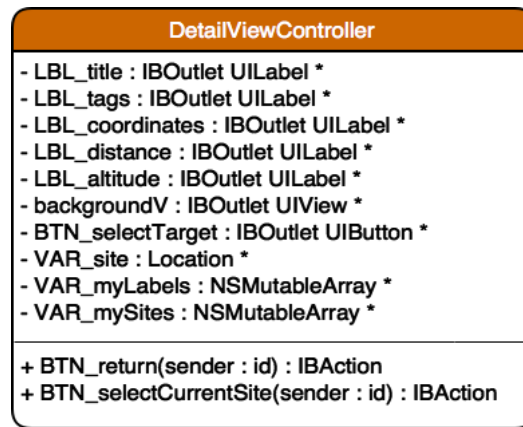 DetailViewController
- LBL_title : IBOutlet UILabel *
- LBL_tags : IBOutlet UILabel *
- LBL_coordinates : IBOutlet UILabel *
- LBL_distance : IBOutlet UILabel *
- LBL_altitude : IBOutlet UILabel *
- backgroundV : IBOutlet UIView *
- BTN_selectTarget : IBOutlet UIButton *
- VAR_site : Location *
- VAR_myLabels : NSMutableArray *
- VAR_mySites : NSMutableArray *
+ BTN_return(sender : id) : IBAction
+ BTN_selectCurrentSite(sender : id) : IBAction